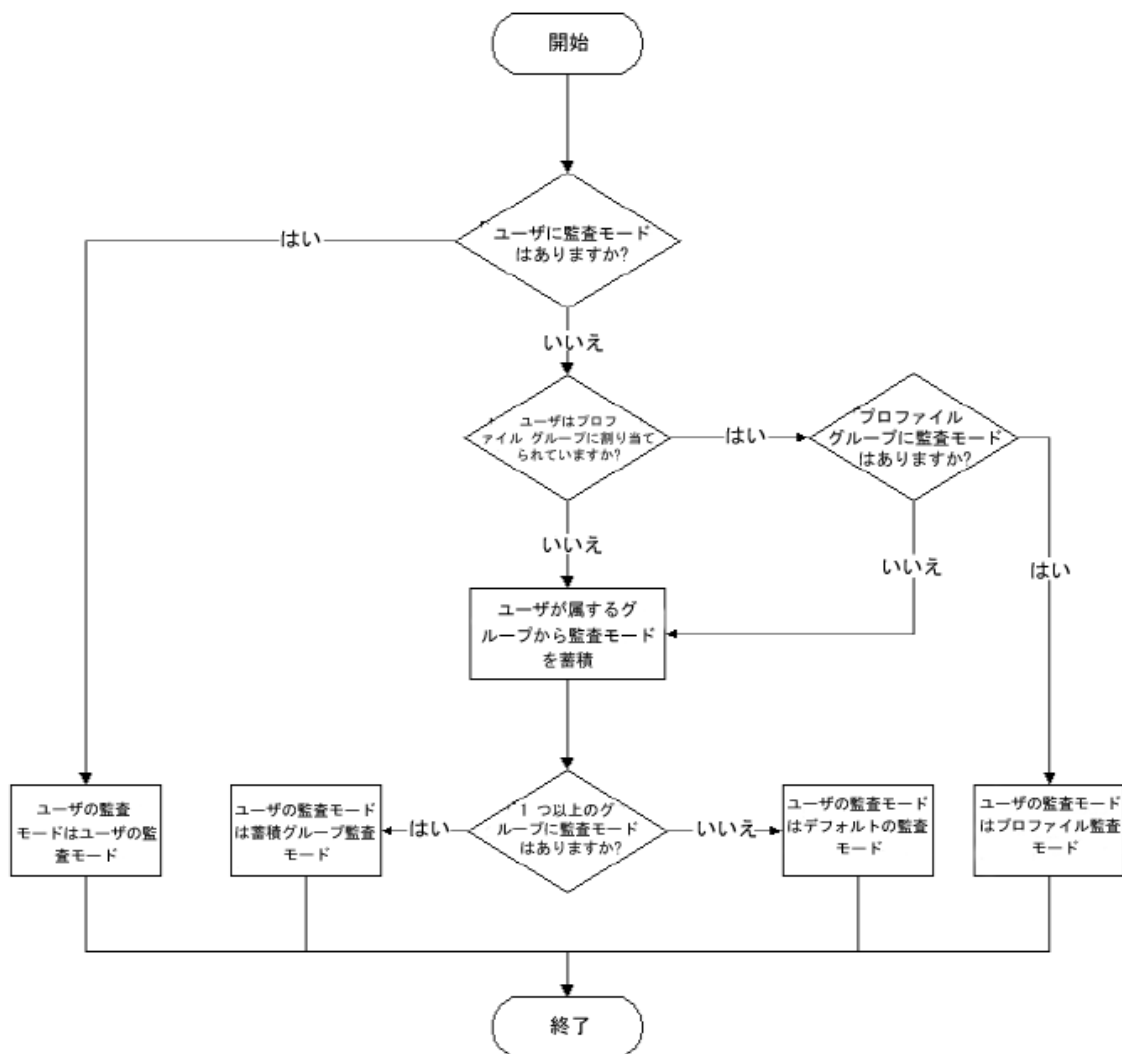 開始
ユーザに監査モード
はありますか?
はい
いいえ
ユーザはプロフ
ァイル グループに割り当て
られていますか?
はい
プロファイル
グループに監査モード
はありますか?
いいえ
いいえ
はい
ユーザが属するグ
ループから監査モード
を蓄積
ユーザの監査
モードはユーザの監
査モード
ユーザの監査モード
は蓄積グループ監査
モード
はい
1 つ以上のグ
ループに監査モード
はありますか?
いいえ
ユーザの監査モード
はデフォルトの監査
モード
ユーザの監査モード
はプロファイル監査
モード
終了